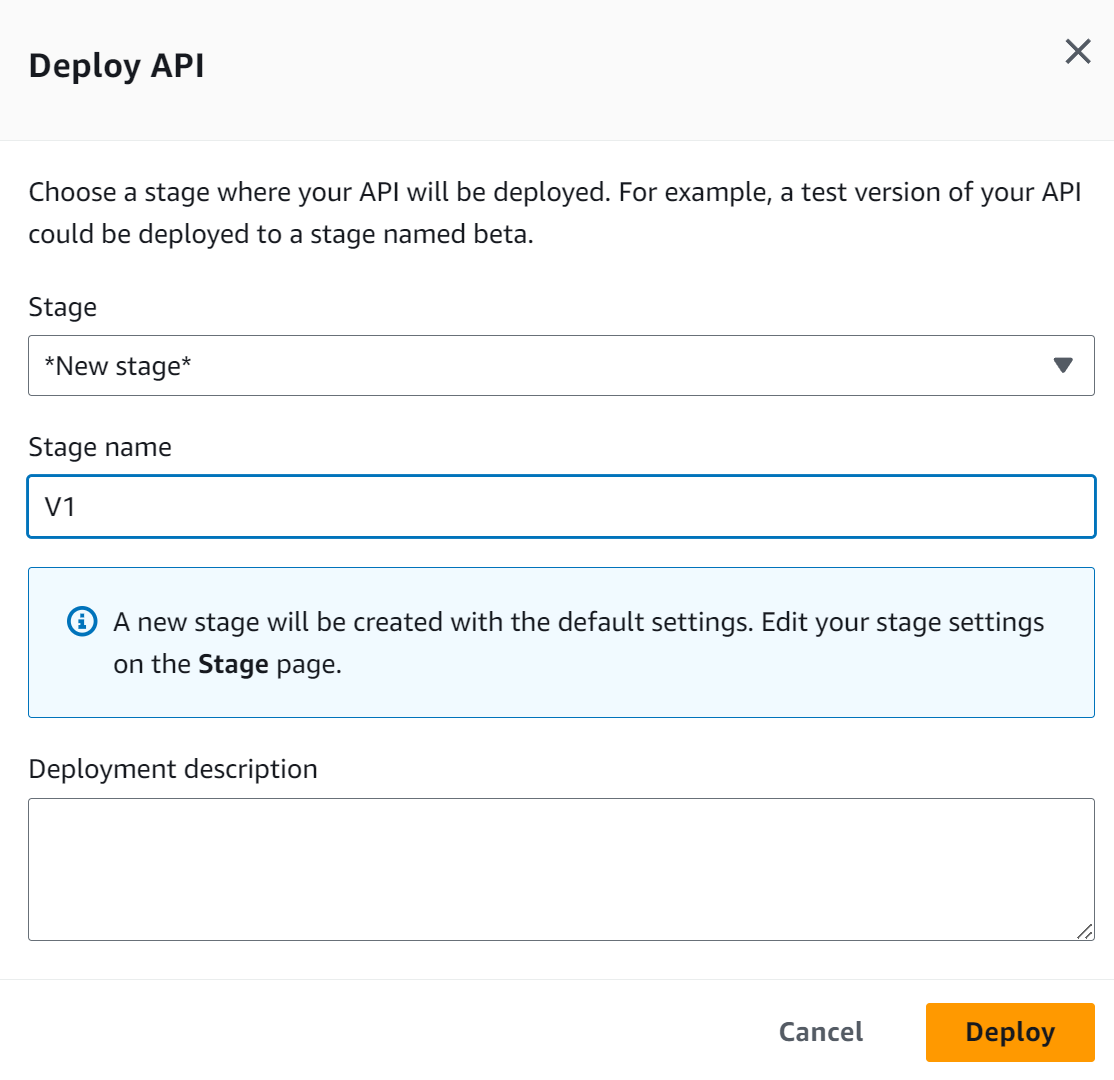 Deploy API
Choose a stage where your API will be deployed. For example, a test version of your API
could be deployed to a stage named beta.
Stage
*New stage*
Stage name
V1
A new stage will be created with the default settings. Edit your stage settings
on the Stage page.
Deployment description
Cancel
Deploy